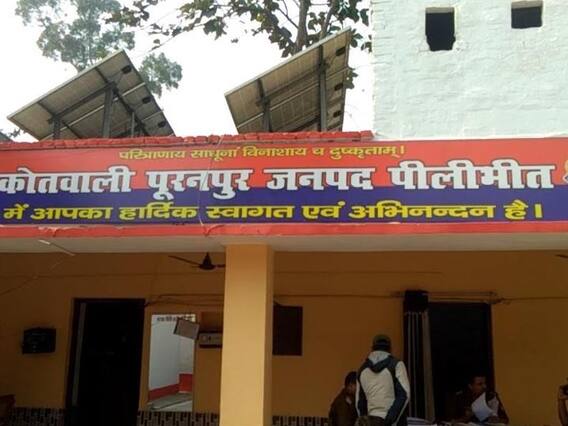 परित्राणाय साधूनां विनाशाय च दुष्कृताम्।
कोतवाली पूरनपुर जनपद पीलीभीत
में आपका हार्दिक स्वागत एवं अभिनन्दन है।